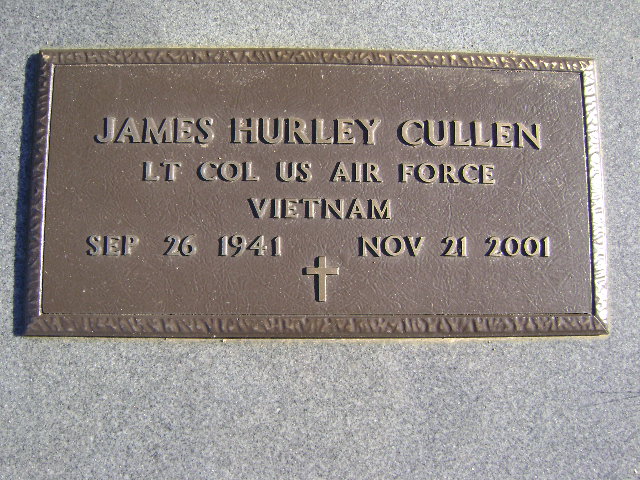 JAMES HURLEY CULLEN
LT COL US AIR FORCE
VIETNAM
SEP 26 1941 NOV 21 2001